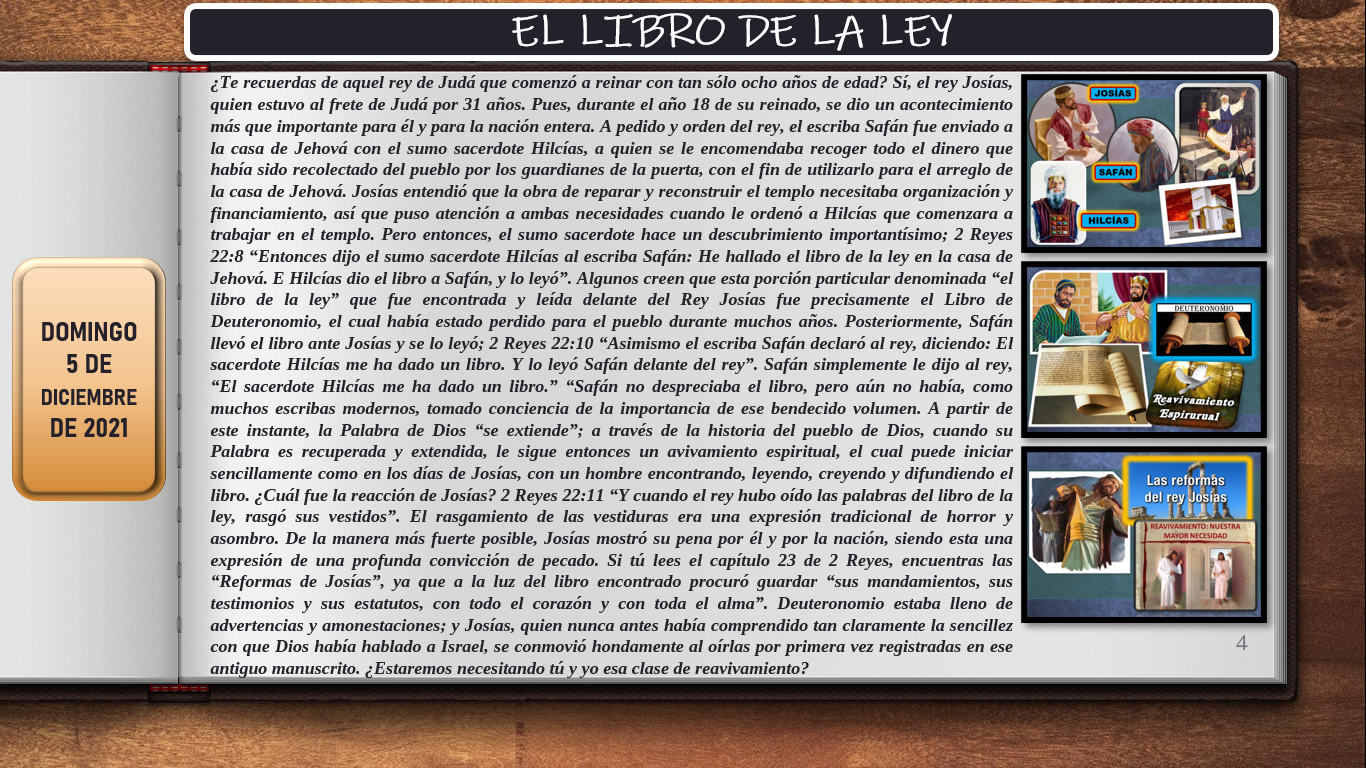 EL LIBRO DE LA LEY
DOMINGO
5 DE
DICIEMBRE
DE 2021
¿Te recuerdas de aquel rey de Judá que comenzó a reinar con tan sólo ocho años de edad? Sí, el rey Josías,
quien estuvo al frete de Judá por 31 años. Pues, durante el año 18 de su reinado, se dio un acontecimiento
más que importante para él y para la nación entera. A pedido y orden del rey, el escriba Safán fue enviado a
la casa de Jehová con el sumo sacerdote Hilcías, a quien se le encomendaba recoger todo el dinero que
había sido recolectado del pueblo por los guardianes de la puerta, con el fin de utilizarlo para el arreglo de
la casa de Jehová. Josías entendió que la obra de reparar y reconstruir el templo necesitaba organización y
financiamiento, así que puso atención a ambas necesidades cuando le ordenó a Hilcías que comenzara a
trabajar en el templo. Pero entonces, el sumo sacerdote hace un descubrimiento importantísimo; 2 Reyes
22:8 “Entonces dijo el sumo sacerdote Hilcías al escriba Safán: He hallado el libro de la ley en la casa de
Jehová. E Hilcías dio el libro a Safán, y lo leyó”. Algunos creen que esta porción particular denominada “el
libro de la ley” que fue encontrada y leída delante del Rey Josías fue precisamente el Libro de
Deuteronomio, el cual había estado perdido para el pueblo durante muchos años. Posteriormente, Safán
llevó el libro ante Josías y se lo leyó; 2 Reyes 22:10 “Asimismo el escriba Safán declaró al rey, diciendo: El
sacerdote Hilcías me ha dado un libro. Y lo leyó Safán delante del rey”. Safán simplemente le dijo al rey,
“El sacerdote Hilcías me ha dado un libro.” “Safán no despreciaba el libro, pero aún no había, como
muchos escribas modernos, tomado conciencia de la importancia de ese bendecido volumen. A partir de
este instante, la Palabra de Dios “se extiende”; a través de la historia del pueblo de Dios, cuando su
Palabra es recuperada y extendida, le sigue entonces un avivamiento espiritual, el cual puede iniciar
sencillamente como en los días de Josías, con un hombre encontrando, leyendo, creyendo y difundiendo el
libro. ¿Cuál fue la reacción de Josías? 2 Reyes 22:11 “Y cuando el rey hubo oído las palabras del libro de la
ley, rasgó sus vestidos”. El rasgamiento de las vestiduras era una expresión tradicional de horror y
asombro. De la manera más fuerte posible, Josías mostró su pena por él y por la nación, siendo esta una
expresión de una profunda convicción de pecado. Si tú lees el capítulo 23 de 2 Reyes, encuentras las
“Reformas de Josías”, ya que a la luz del libro encontrado procuró guardar “sus mandamientos, sus
testimonios y sus estatutos, con todo el corazón y con toda el alma”. Deuteronomio estaba lleno de
advertencias y amonestaciones; y Josías, quien nunca antes había comprendido tan claramente la sencillez
con que Dios había hablado a Israel, se conmovió hondamente al oírlas por primera vez registradas en ese
antiguo manuscrito. ¿Estaremos necesitando tú y yo esa clase de reavivamiento?
JOSÍAS
SAFÁN
HILCÍAS
DEUTERONOMIO
Reavivamiento
Espirurual
Las reformas
del rey Josías
REAVIVAMIENTO: NUESTRA
MAYOR NECESIDAD
4